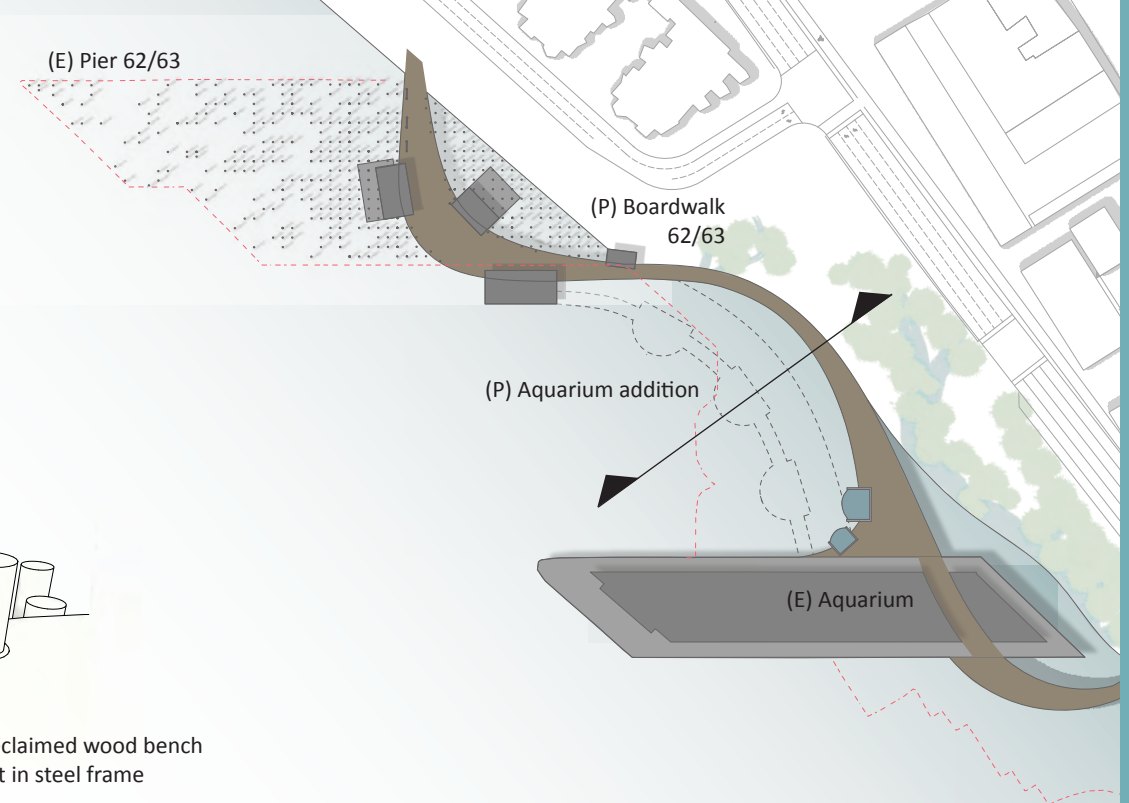 (E) Pier 62/63
(P) Boardwalk
62/63
(P) Aquarium addition
(E) Aquarium
claimed wood bench
t in steel frame